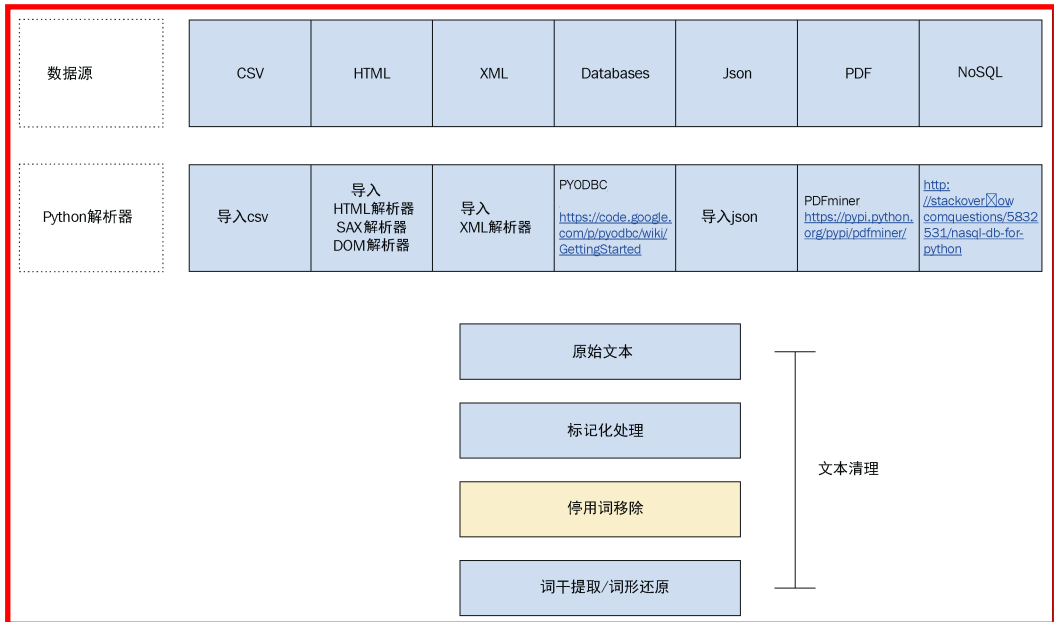 数据源
CSV
HTML
XML
Databases
Json
PDF
NoSQL
Python解析器
导入csv
导入
HTML解析器
SAX解析器
DOM解析器
导入
XML解析器
PYODBC
https://code.google.
com/p/pyodbc/wiki/
GettingStarted
导入json
PDFminer
https://pypi.python.
org/pypi/pdfminer/
http:
//stackover☒ow
comquestions/5832
531/nasql-db-for-
python
原始文本
标记化处理
停用词移除
词干提取/词形还原
文本清理